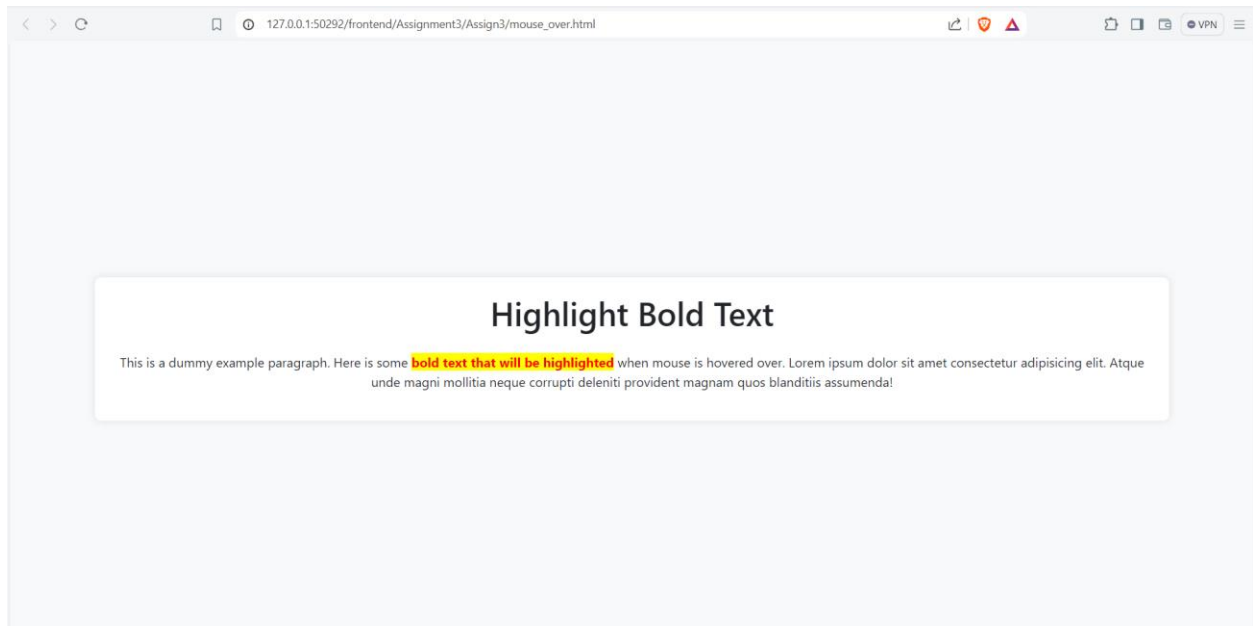 127.0.0.1:50292/frontend/Assignment3/Assign3/mouse_over.html
VPN
Highlight Bold Text
This is a dummy example paragraph. Here is some bold text that will be highlighted when mouse is hovered over. Lorem ipsum dolor sit amet consectetur adipisicing elit. Atque
unde magni mollitia neque corrupti deleniti provident magnam quos blanditiis assumenda!